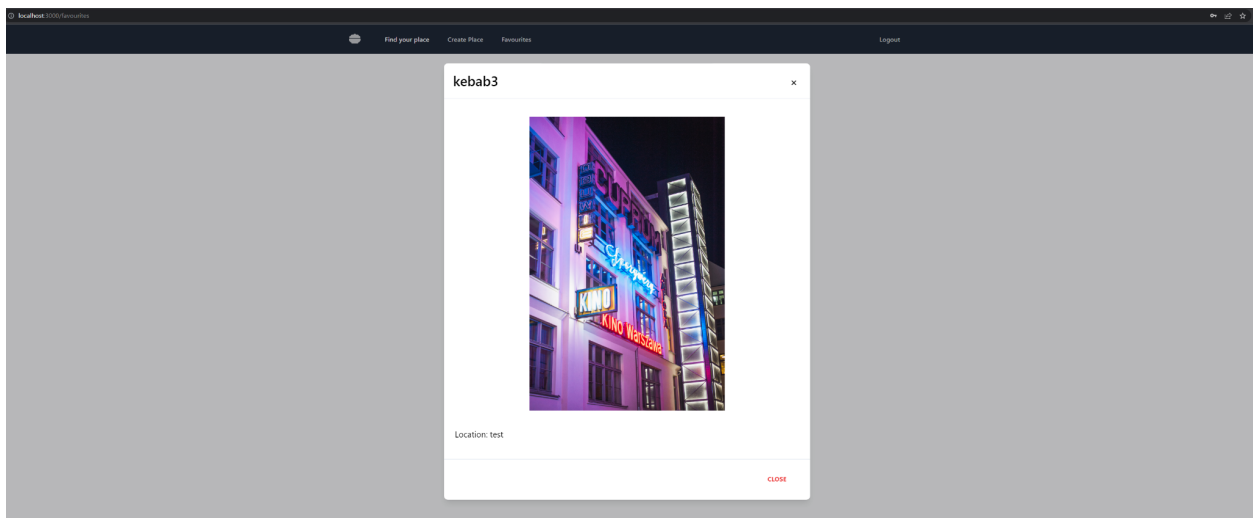 localhost:3000/favourites
Find your place Create Place Favourites Logout
kebab3 ×
KINO
KINO Warszawa
Location: test
CLOSE